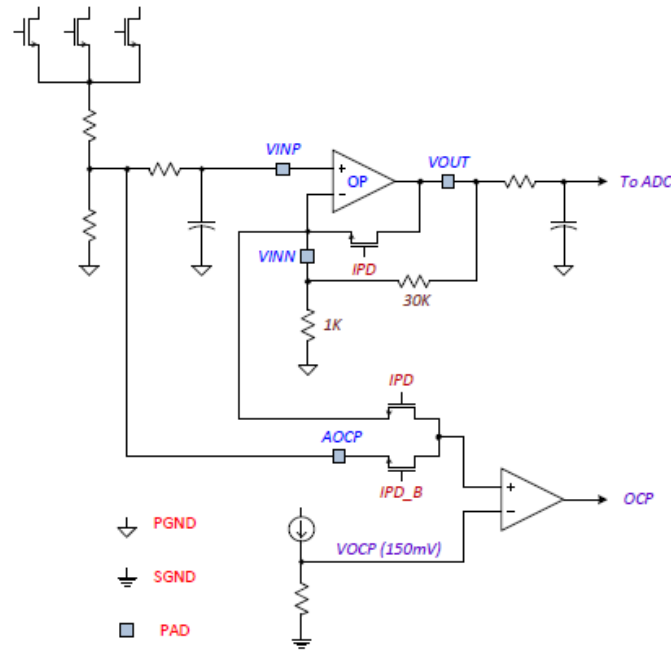 VINP
VOUT
+
OP
-
To ADC
VINN
IPD
30K
1K
IPD
AOCP
IPD_B
+
-
OCP
VOCP (150mV)
PGND
SGND
PAD